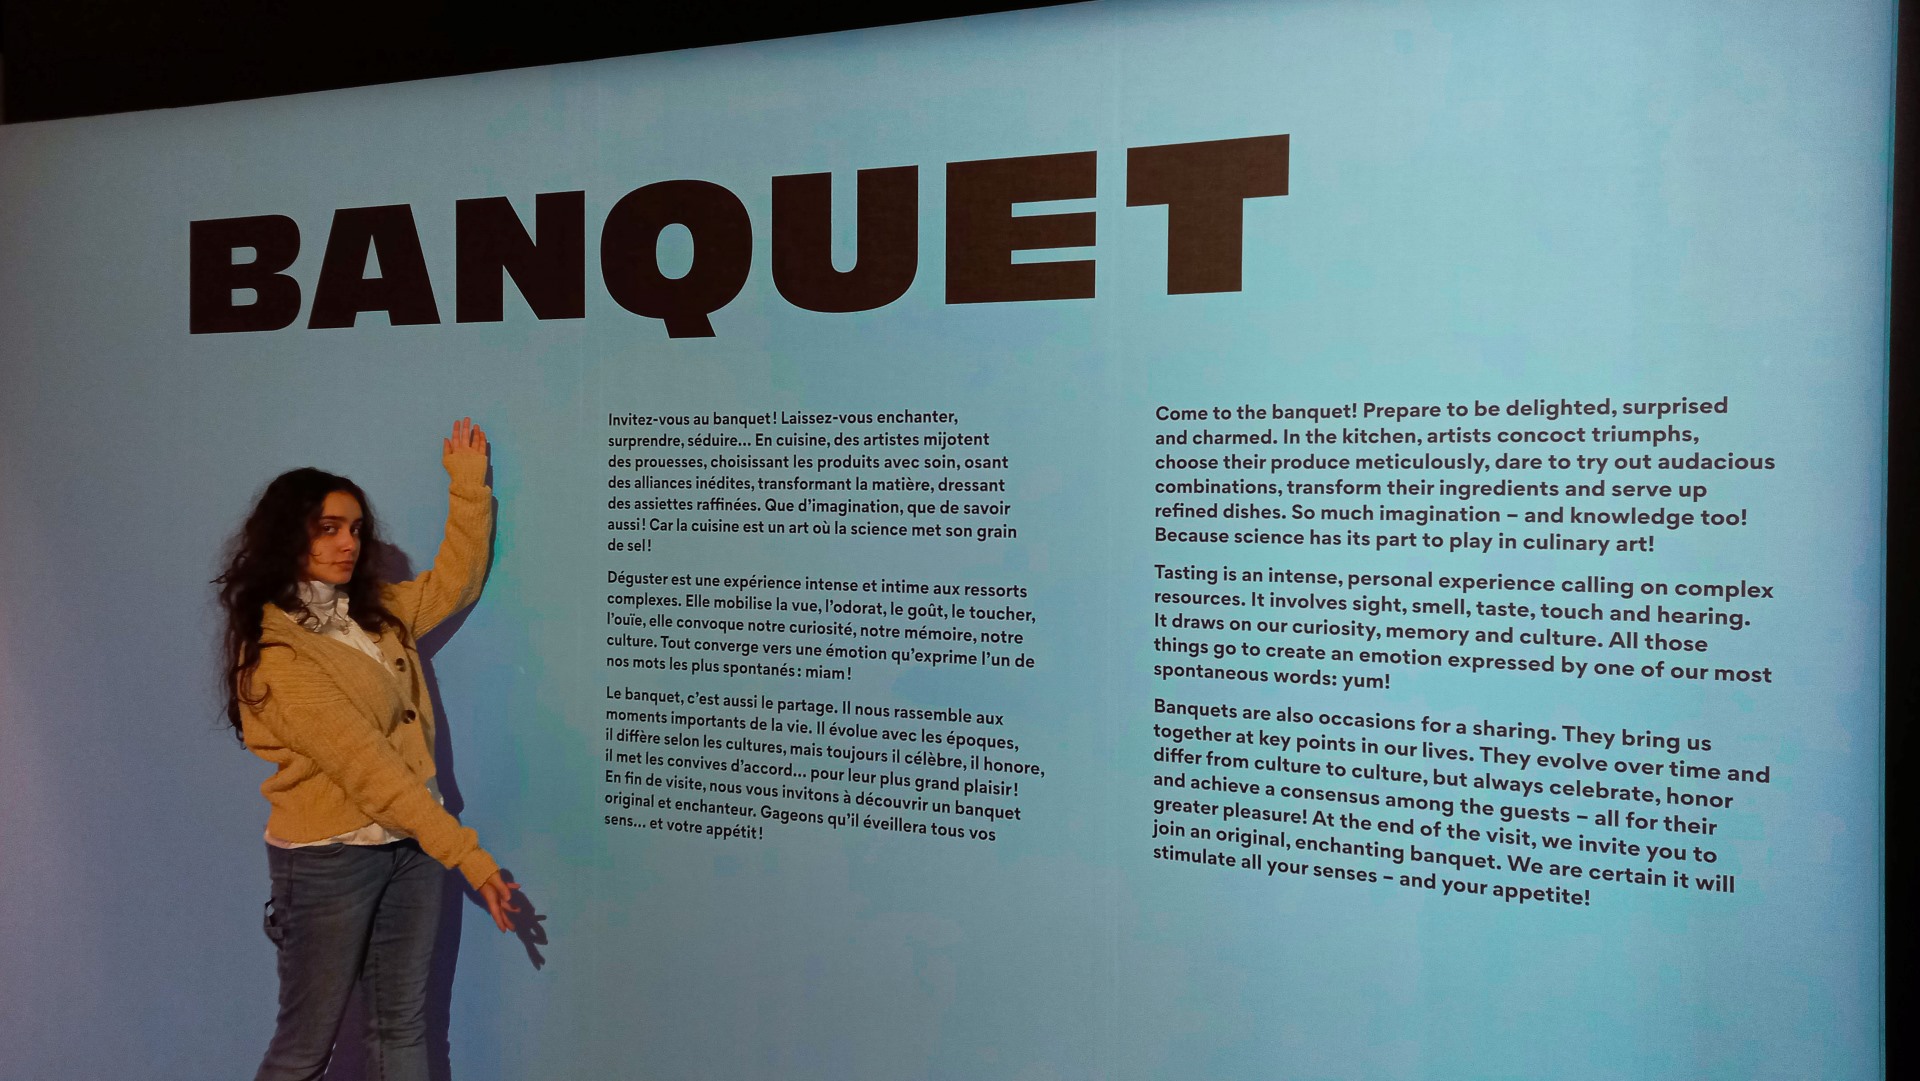 BANQUET
Invitez-vous au banquet ! Laissez-vous enchanter,
surprendre, séduire... En cuisine, des artistes mijotent
des prouesses, choisissant les produits avec soin, osant
des alliances inédites, transformant la matière, dressant
des assiettes raffinées. Que d'imagination, que de savoir
aussi ! Car la cuisine est un art où la science met son grain
de sel !
Déguster est une expérience intense et intime aux ressorts
complexes. Elle mobilise la vue, l'odorat, le goût, le toucher,
l'ouïe, elle convoque notre curiosité, notre mémoire, notre
culture. Tout converge vers une émotion qu'exprime l'un de
nos mots les plus spontanés : miam !
Le banquet, c'est aussi le partage. Il nous rassemble aux
moments importants de la vie. Il évolue avec les époques,
il diffère selon les cultures, mais toujours il célèbre, il honore,
il met les convives d'accord... pour leur plus grand plaisir !
En fin de visite, nous vous invitons à découvrir un banquet
original et enchanteur. Gageons qu'il éveillera tous vos
sens... et votre appétit !
Come to the banquet! Prepare to be delighted, surprised
and charmed. In the kitchen, artists concoct triumphs,
choose their produce meticulously, dare to try out audacious
combinations, transform their ingredients and serve up
refined dishes. So much imagination – and knowledge too!
Because science has its part to play in culinary art!
Tasting is an intense, personal experience calling on complex
resources. It involves sight, smell, taste, touch and hearing.
It draws on our curiosity, memory and culture. All those
things go to create an emotion expressed by one of our most
spontaneous words: yum!
Banquets are also occasions for a sharing. They bring us
together at key points in our lives. They evolve over time and
differ from culture to culture, but always celebrate, honor
and achieve a consensus among the guests – all for their
greater pleasure! At the end of the visit, we invite you to
join an original, enchanting banquet. We are certain it will
stimulate all your senses – and your appetite!